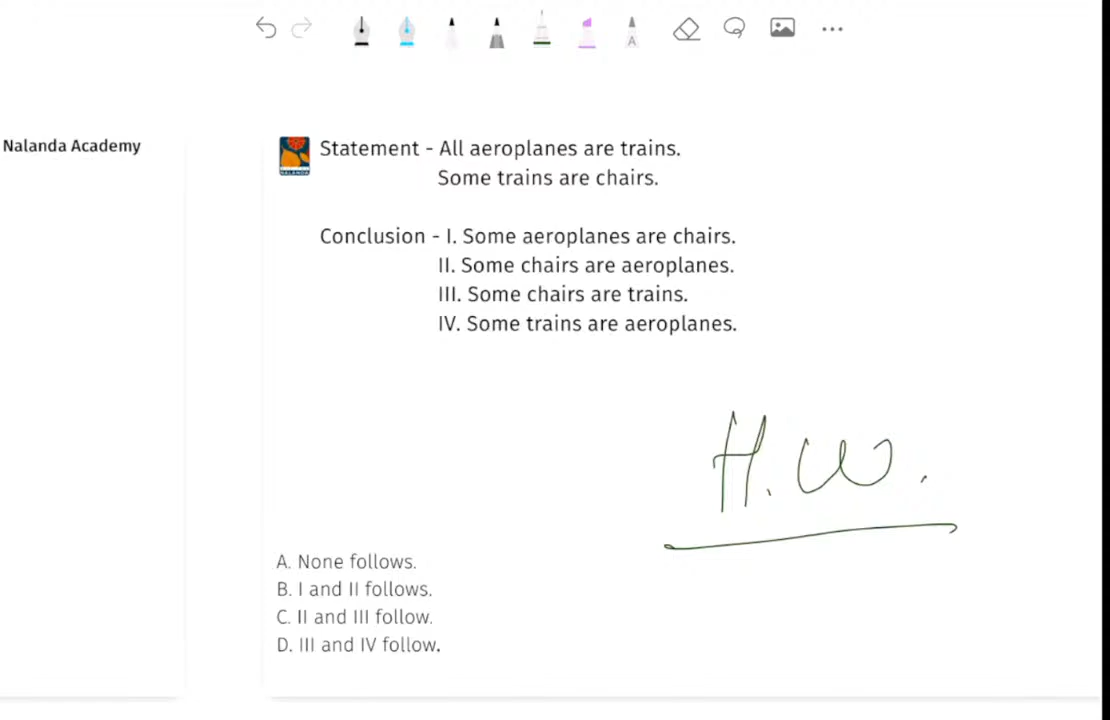 Nalanda Academy
Statement - All aeroplanes are trains.
Some trains are chairs.
Conclusion - I. Some aeroplanes are chairs.
II. Some chairs are aeroplanes.
III. Some chairs are trains.
IV. Some trains are aeroplanes.
H.W.
A. None follows.
B. I and II follows.
C. II and III follow.
D. III and IV follow.